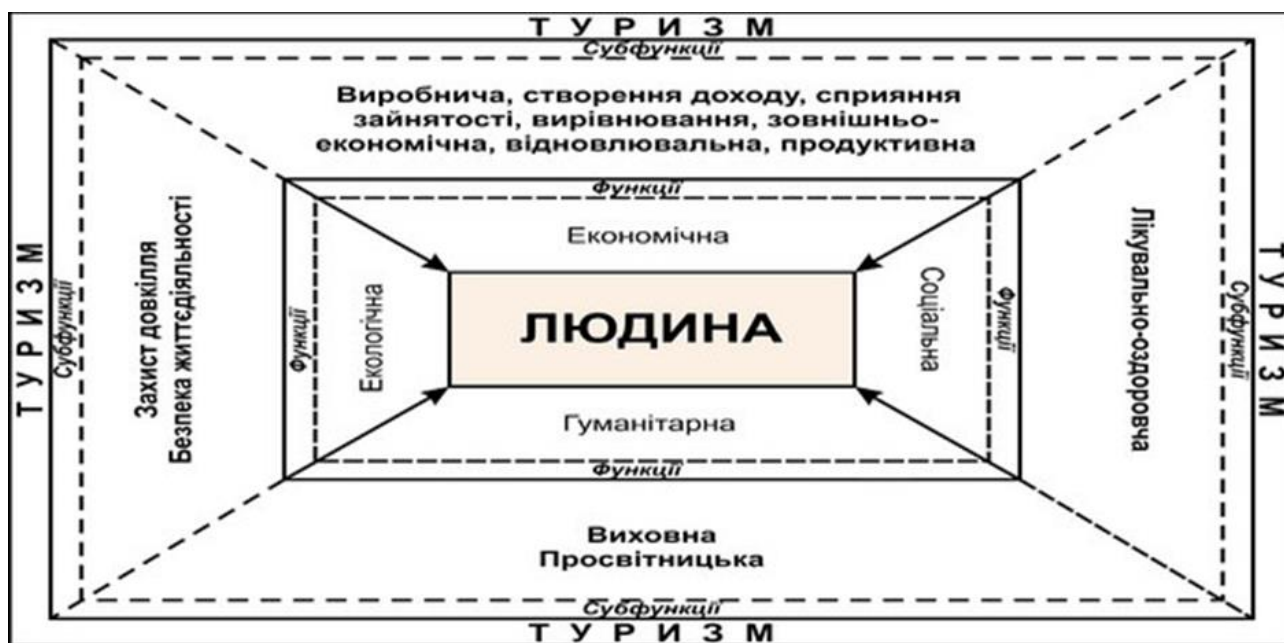 ТУРИЗМ
Субфункції
Виробнича, створення доходу, сприяння
зайнятості, вирівнювання, зовнішньо-
економічна, відновлювальна, продуктивна
Функції
Економічна
ТУРИЗМ
Субфункції
Захист довкілля
Безпека життєдіяльності
Функції
Екологічна
ЛЮДИНА
Соціальна
Функції
Лікувально-оздоровча
Субфункції
ТУРИЗМ
Гуманітарна
Функції
Виховна
Просвітницька
Субфункції
ТУРИЗМ